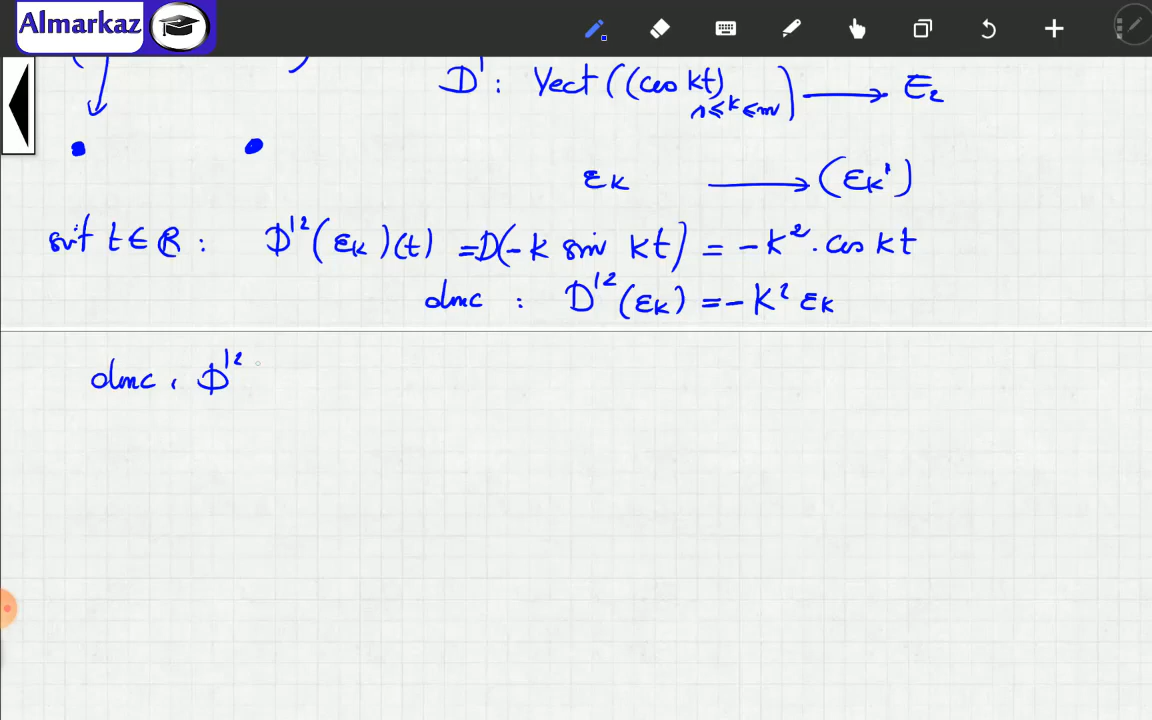 Almarkaz
D' : Vect((cos kt)_{1≤k≤n}) ⟶ E₂
εk ⟶ (εk')
soit t ∈ ℝ : D'²(εk)(t) = D(-k sin kt) = -k² . cos kt
donc : D'²(εk) = -k² εk
donc , D'²